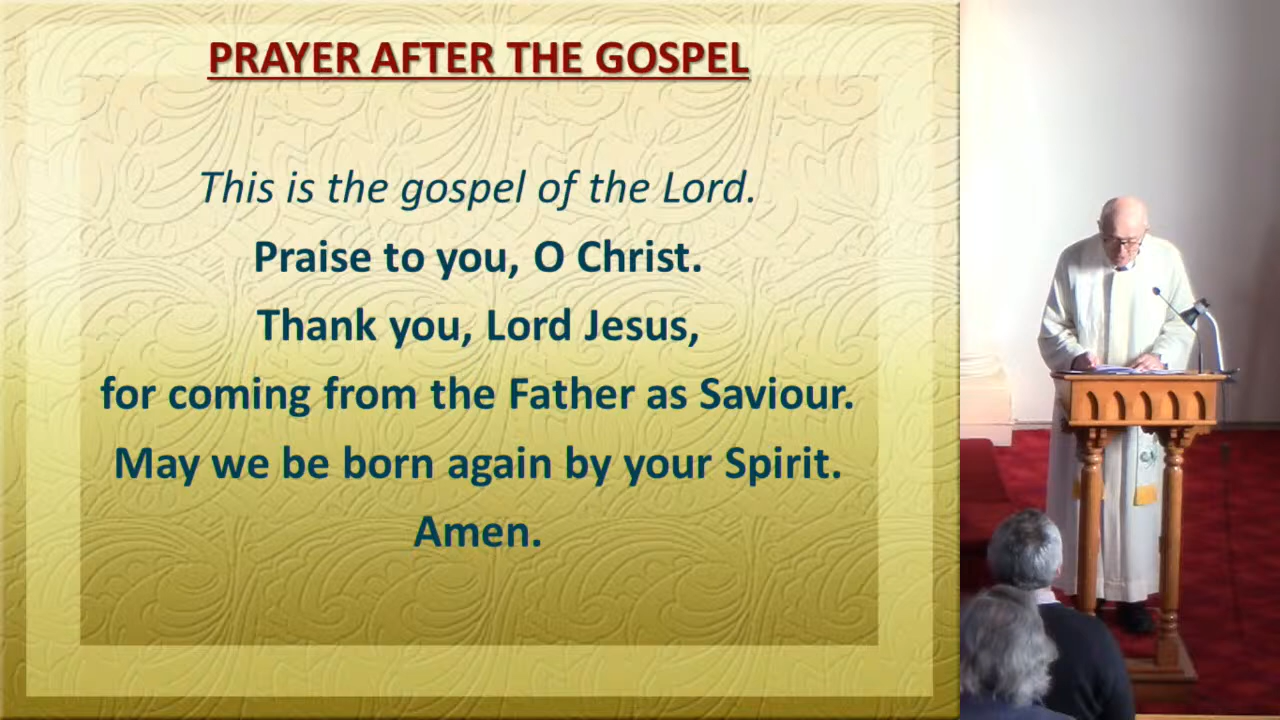 PRAYER AFTER THE GOSPEL
This is the gospel of the Lord.
Praise to you, O Christ.
Thank you, Lord Jesus,
for coming from the Father as Saviour.
May we be born again by your Spirit.
Amen.